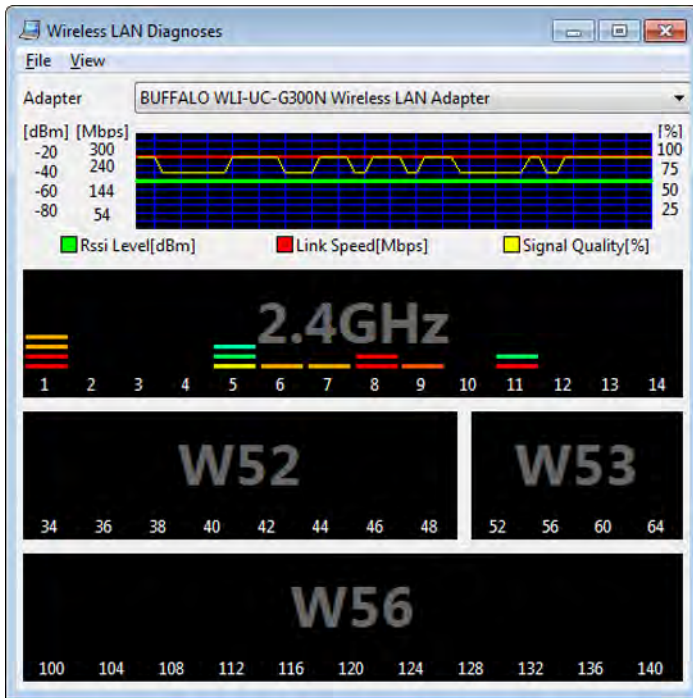 Wireless LAN Diagnoses
File View
Adapter BUFFALO WLI-UC-G300N Wireless LAN Adapter
[dBm] [Mbps] [%]
-20 300 100
-40 240 75
-60 144 50
-80 54 25
Rssi Level[dBm] Link Speed[Mbps] Signal Quality[%]
2.4GHz
1 2 3 4 5 6 7 8 9 10 11 12 13 14
W52 W53
34 36 38 40 42 44 46 48 52 56 60 64
W56
100 104 108 112 116 120 124 128 132 136 140